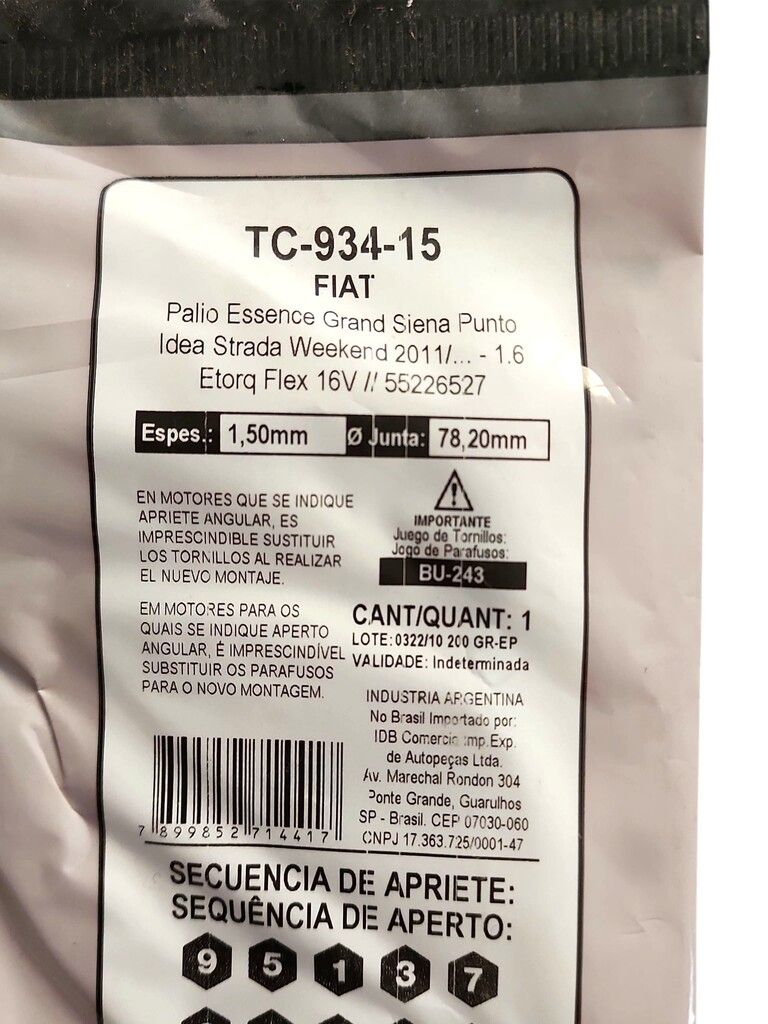 TC-934-15
FIAT
Palio Essence Grand Siena Punto
Idea Strada Weekend 2011/... - 1.6
Etorq Flex 16V // 55226527
Espes.: 1,50mm Ø Junta: 78,20mm
EN MOTORES QUE SE INDIQUE
APRIETE ANGULAR, ES
IMPRESCINDIBLE SUSTITUIR
LOS TORNILLOS AL REALIZAR
EL NUEVO MONTAJE.
IMPORTANTE
Juego de Tornillos:
Jogo de Parafusos:
BU-243
EM MOTORES PARA OS
QUAIS SE INDIQUE APERTO
ANGULAR, É IMPRESCINDÍVEL
SUBSTITUIR OS PARAFUSOS
PARA O NOVO MONTAGEM.
CANT/QUANT: 1
LOTE: 0322/10 200 GR-EP
VALIDADE: Indeterminada
INDUSTRIA ARGENTINA
No Brasil Importado por:
IDB Comercio Imp.Exp.
de Autopeças Ltda.
Av. Marechal Rondon 304
Ponte Grande, Guarulhos
SP - Brasil. CEP 07030-060
CNPJ 17.363.725/0001-47
7 899852 714417
SECUENCIA DE APRIETE:
SEQUÊNCIA DE APERTO:
9 5 1 3 7